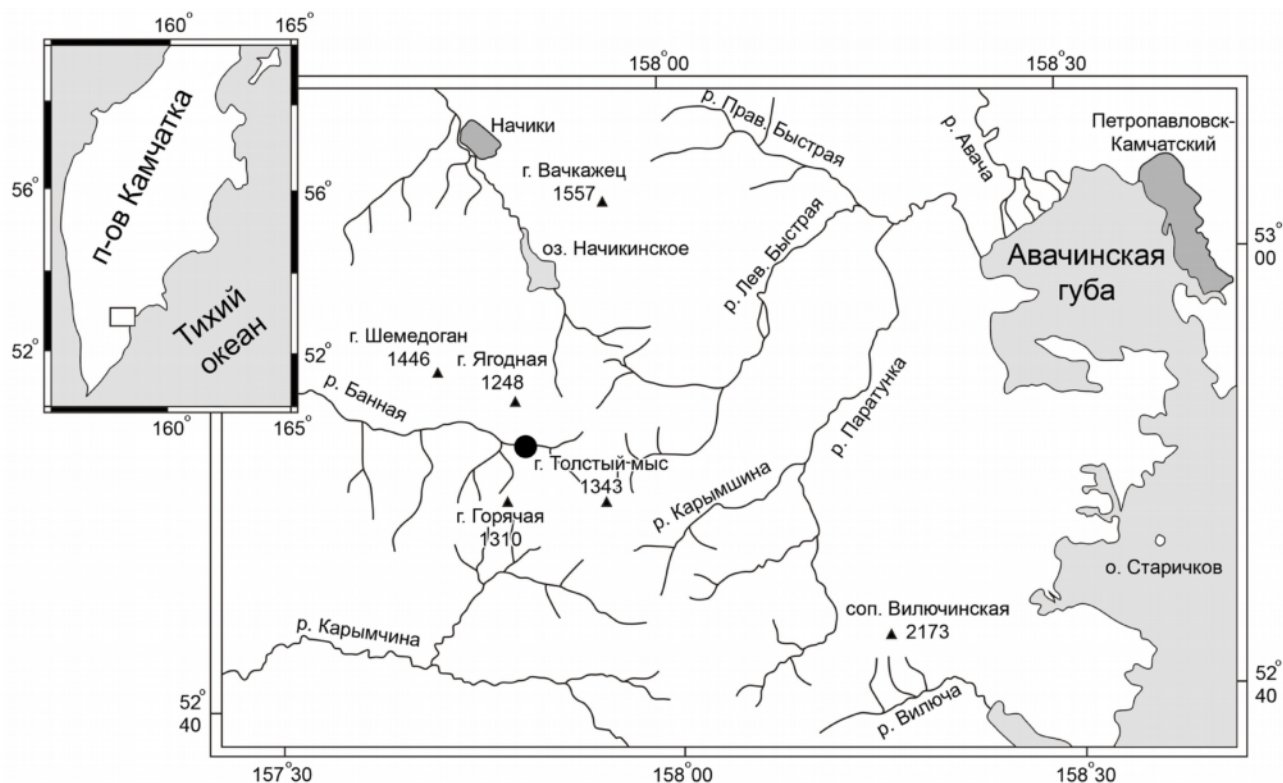 160°
165°
56°
52°
п-ов Камчатка
Тихий
океан
56°
52°
160°
165°
158°00
158°30
Начики
г. Вачкажец
1557
р. Прав. Быстрая
р. Авача
Петропавловск-
Камчатский
оз. Начикинское
р. Лев. Быстрая
Авачинская
губа
53°
00
г. Шемедоган
1446
г. Ягодная
1248
р. Банная
р. Паратунка
г. Толстый мыс
1343
р. Карымшина
г. Горячая
1310
о. Старичков
соп. Вилючинская
2173
р. Карымчина
р. Вилюча
52°
40
52°
40
157°30
158°00
158°30